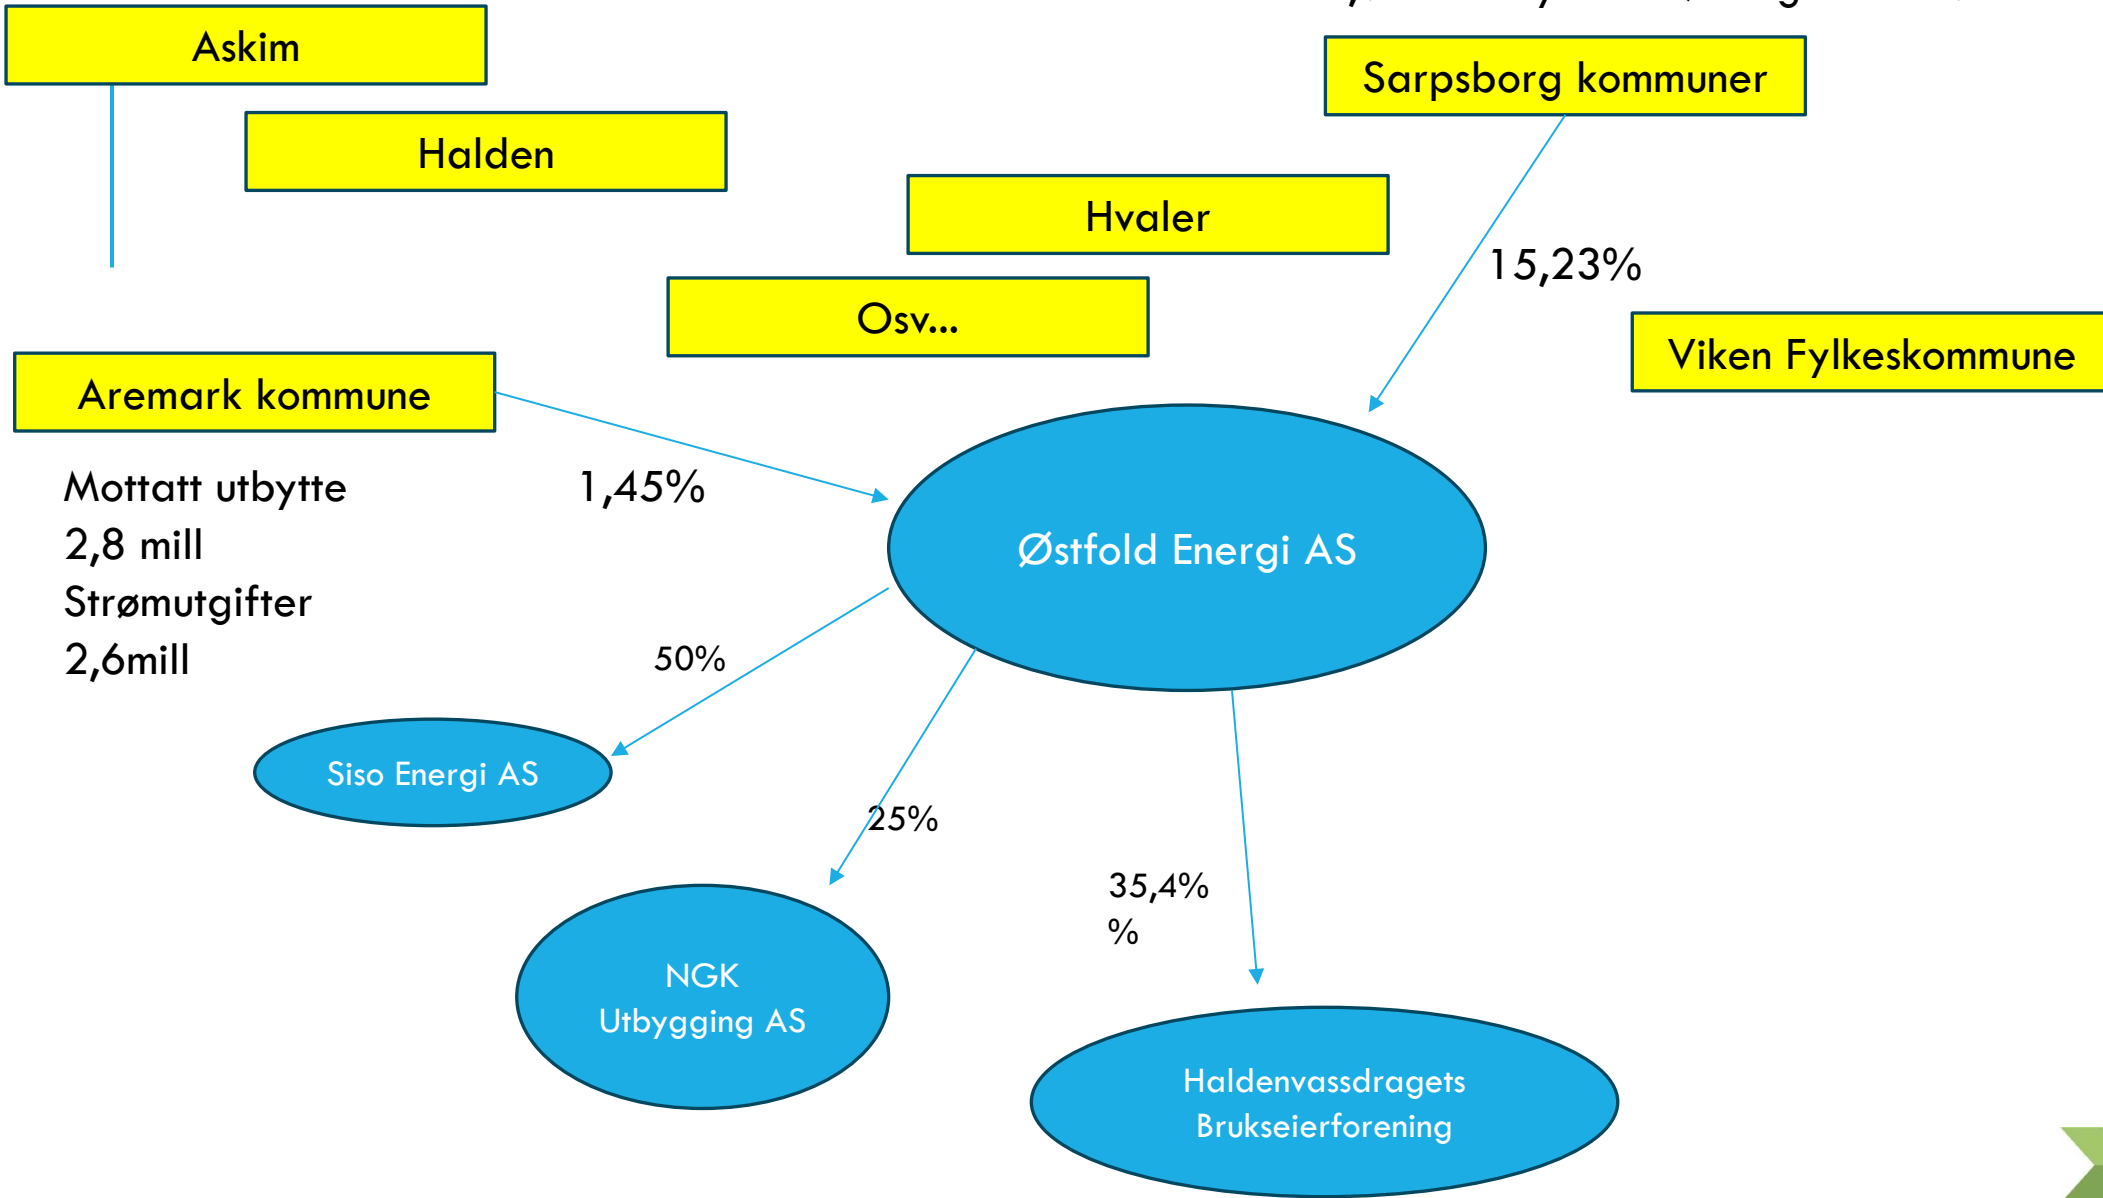 Askim
Sarpsborg kommuner
Halden
Hvaler
15,23%
Osv...
Viken Fylkeskommune
Aremark kommune
Mottatt utbytte
2,8 mill
Strømutgifter
2,6mill
1,45%
Østfold Energi AS
50%
Siso Energi AS
25%
35,4%
%
NGK
Utbygging AS
Haldenvassdragets
Brukseierforening